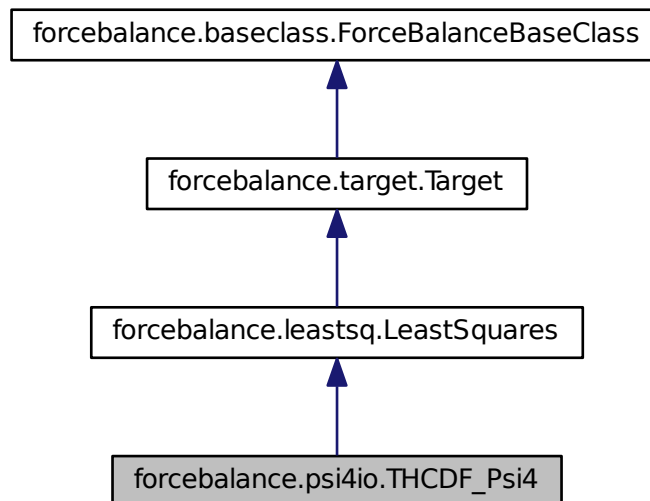 forcebalance.baseclass.ForceBalanceBaseClass
forcebalance.target.Target
forcebalance.leastsq.LeastSquares
forcebalance.psi4io.THCDF_Psi4